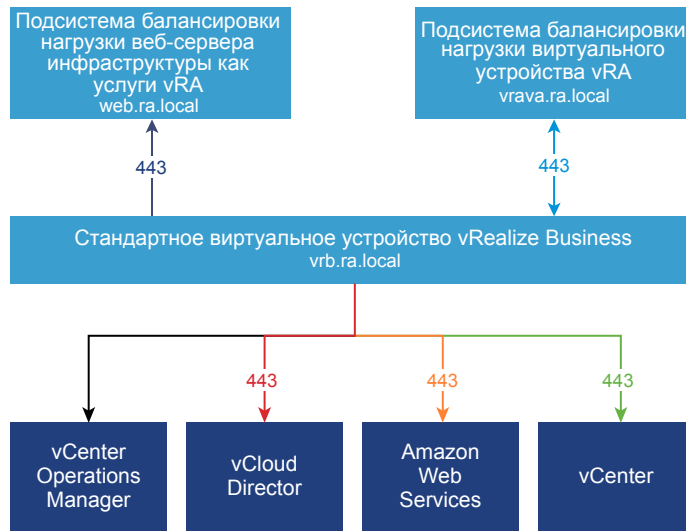 Подсистема балансировки
нагрузки веб-сервера
инфраструктуры как
услуги vRA
web.ra.local
Подсистема балансировки
нагрузки виртуального
устройства vRA
vrava.ra.local
443
443
Стандартное виртуальное устройство vRealize Business
vrb.ra.local
443
443
443
vCenter
Operations
Manager
vCloud
Director
Amazon
Web
Services
vCenter